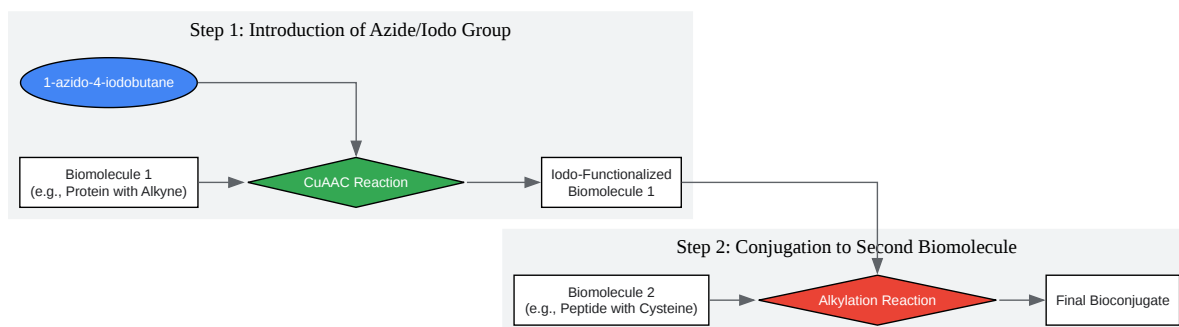 Step 1: Introduction of Azide/Iodo Group
1-azido-4-iodobutane
Biomolecule 1
(e.g., Protein with Alkyne)
CuAAC Reaction
Iodo-Functionalized
Biomolecule 1
Step 2: Conjugation to Second Biomolecule
Biomolecule 2
(e.g., Peptide with Cysteine)
Alkylation Reaction
Final Bioconjugate